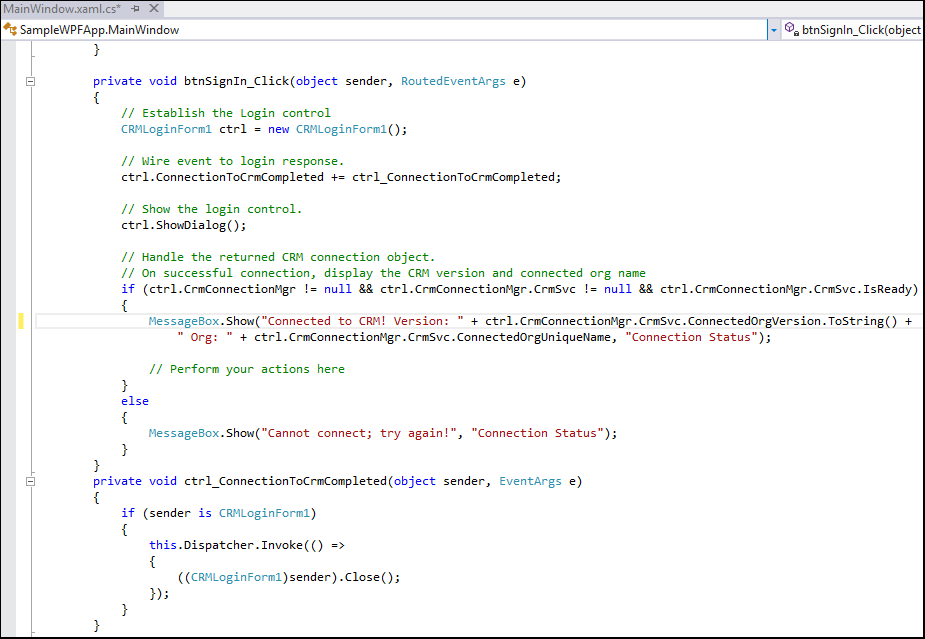 MainWindow.xaml.cs*
SampleWPFApp.MainWindow btnSignIn_Click(object
}
private void btnSignIn_Click(object sender, RoutedEventArgs e)
{
// Establish the Login control
CRMLoginForm1 ctrl = new CRMLoginForm1();
// Wire event to login response.
ctrl.ConnectionToCrmCompleted += ctrl_ConnectionToCrmCompleted;
// Show the login control.
ctrl.ShowDialog();
// Handle the returned CRM connection object.
// On successful connection, display the CRM version and connected org name
if (ctrl.CrmConnectionMgr != null && ctrl.CrmConnectionMgr.CrmSvc != null && ctrl.CrmConnectionMgr.CrmSvc.IsReady)
{
MessageBox.Show("Connected to CRM! Version: " + ctrl.CrmConnectionMgr.CrmSvc.ConnectedOrgVersion.ToString() +
" Org: " + ctrl.CrmConnectionMgr.CrmSvc.ConnectedOrgUniqueName, "Connection Status");
// Perform your actions here
}
else
{
MessageBox.Show("Cannot connect; try again!", "Connection Status");
}
}
private void ctrl_ConnectionToCrmCompleted(object sender, EventArgs e)
{
if (sender is CRMLoginForm1)
{
this.Dispatcher.Invoke(() =>
{
((CRMLoginForm1)sender).Close();
});
}
}